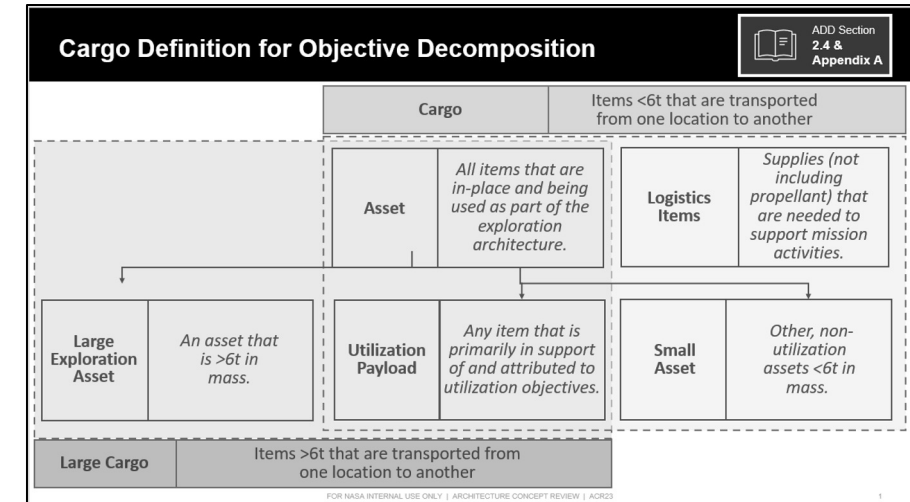 Cargo Definition for Objective Decomposition
ADD Section
2.4 &
Appendix A
Cargo
Items <6t that are transported
from one location to another
Asset
All items that are
in-place and being
used as part of the
exploration
architecture.
Logistics
Items
Supplies (not
including
propellant) that
are needed to
support mission
activities.
Large
Exploration
Asset
An asset that
is >6t in
mass.
Utilization
Payload
Any item that is
primarily in support
of and attributed to
utilization objectives.
Small
Asset
Other, non-
utilization
assets <6t in
mass.
Large Cargo
Items >6t that are transported from
one location to another
FOR NASA INTERNAL USE ONLY | ARCHITECTURE CONCEPT REVIEW | ACR23
1